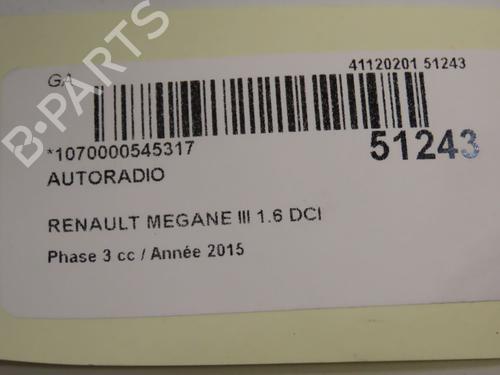 GA
41120201 51243
*1070000545317
51243
AUTORADIO
RENAULT MEGANE III 1.6 DCI
Phase 3 cc / Année 2015
B-PARTS